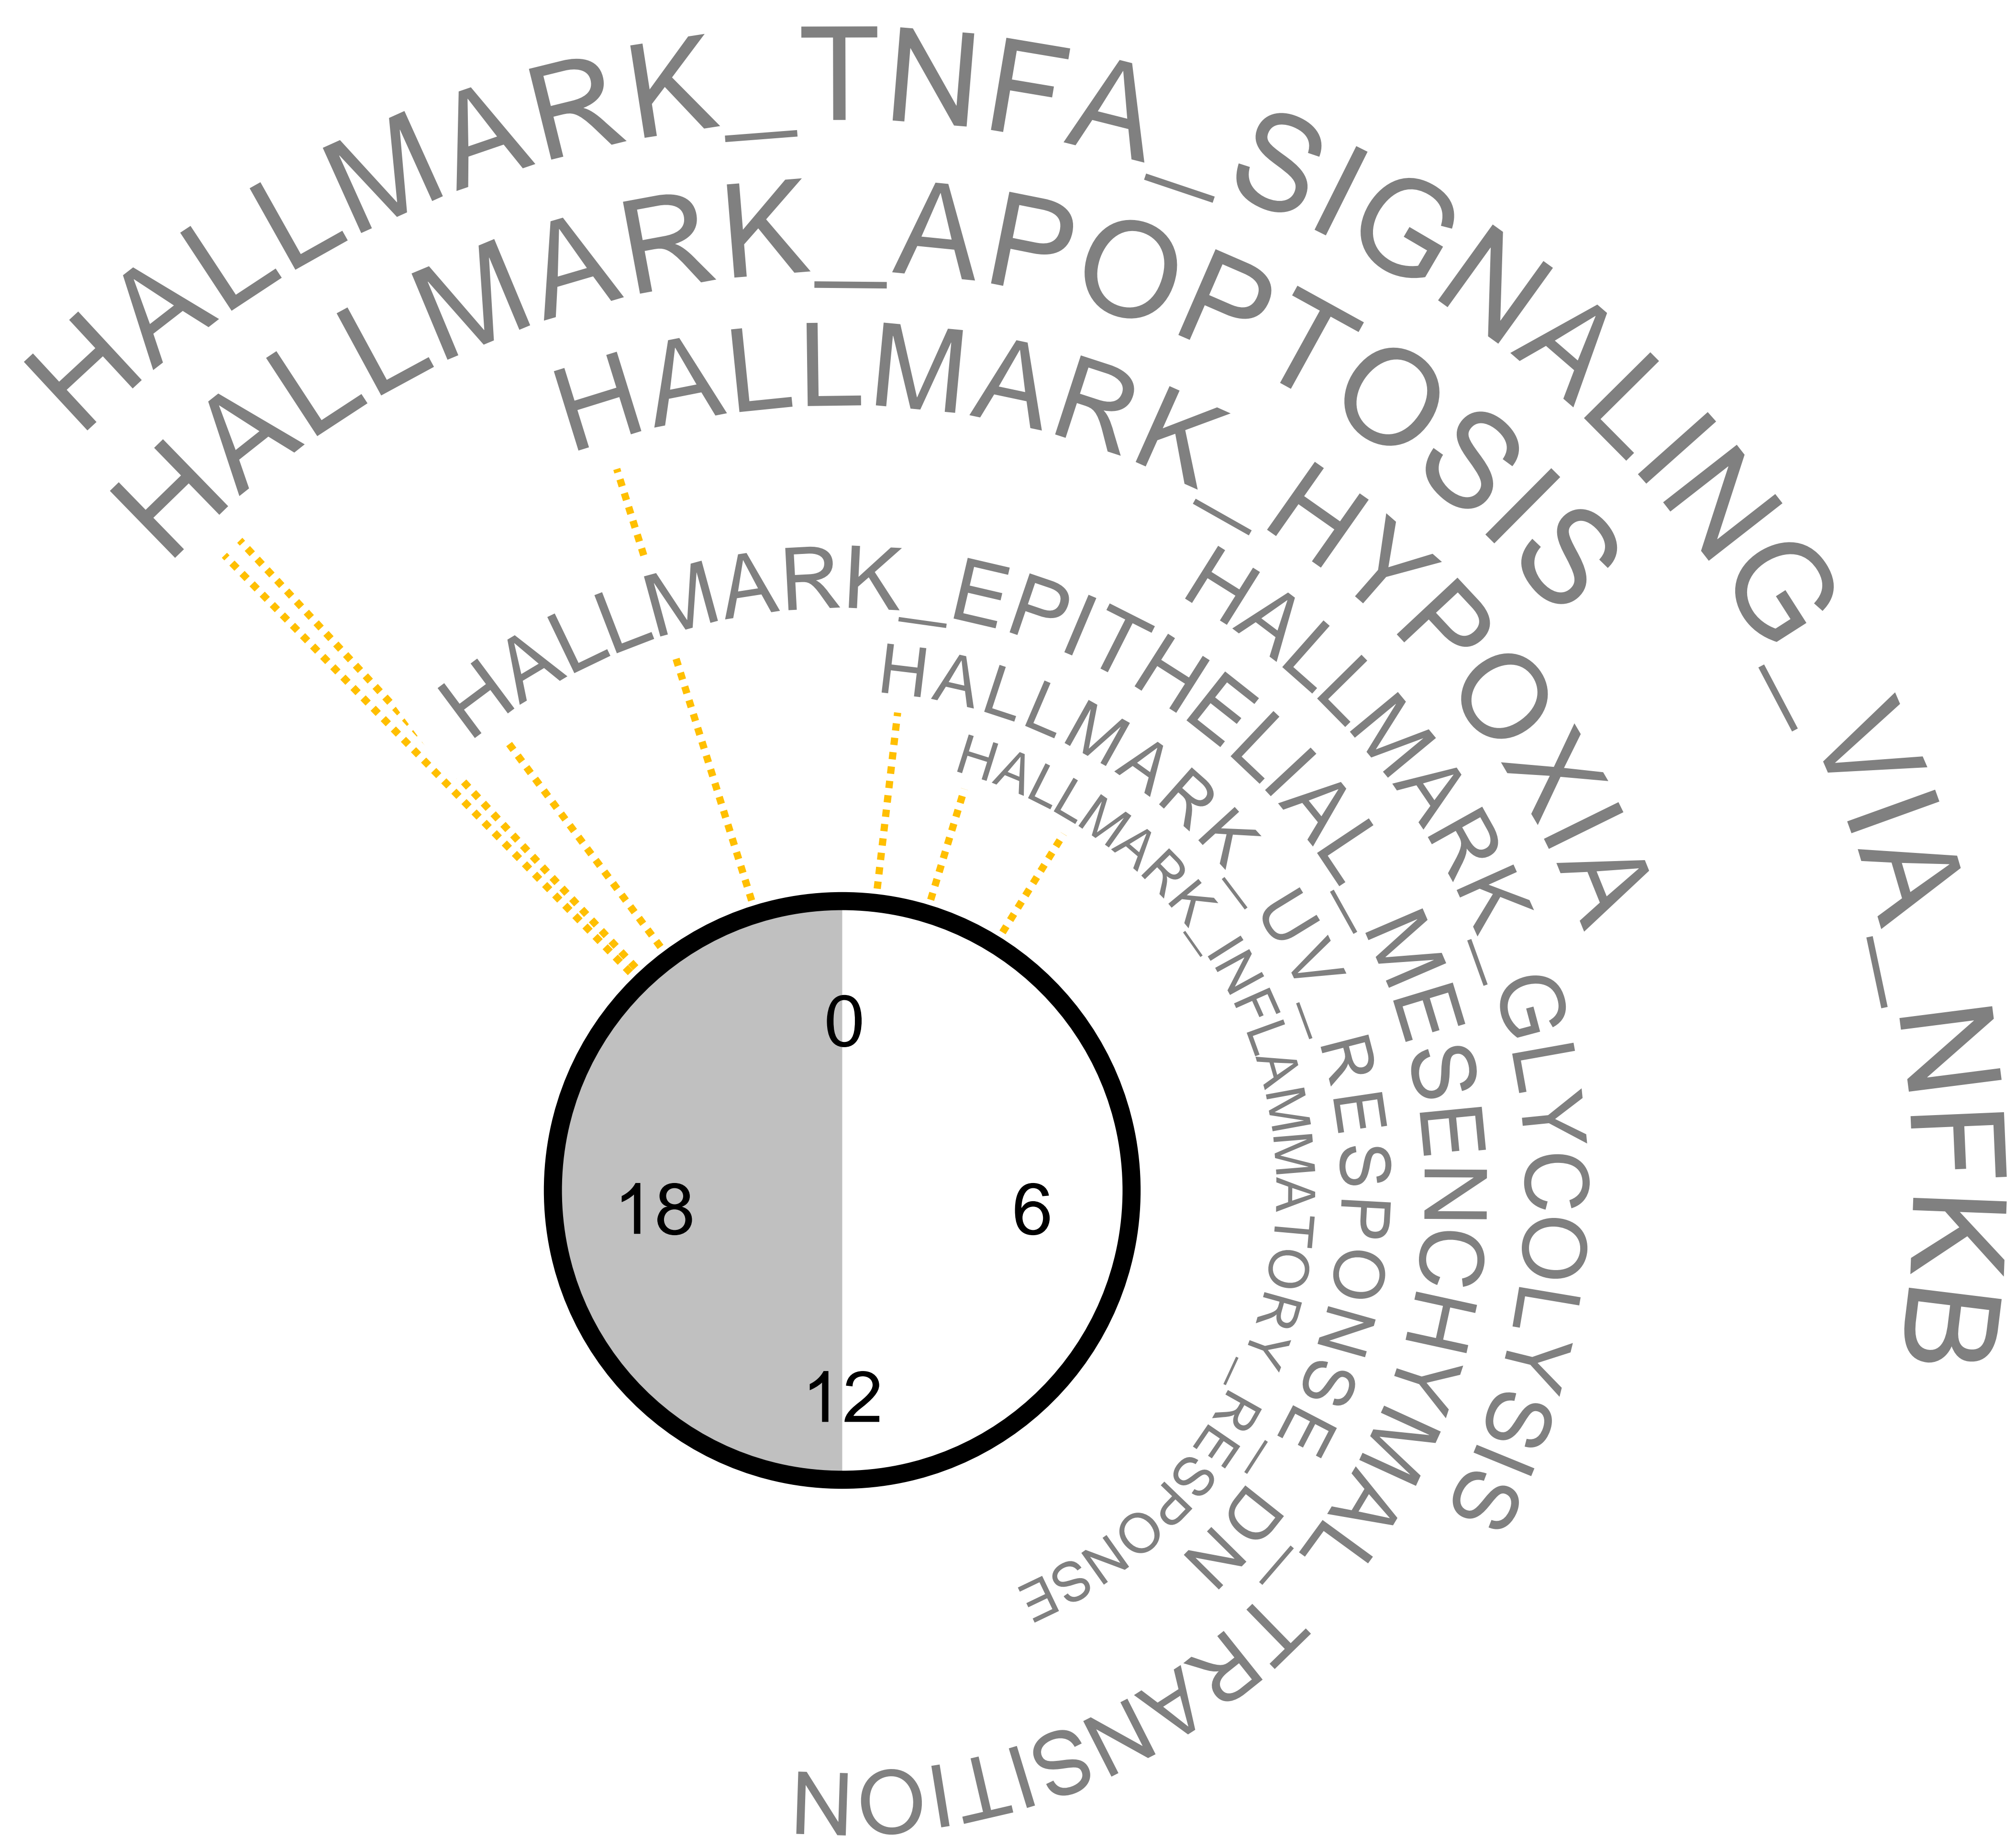 HALLMARK_TNFA_SIGNALING_VIA_NFKB
HALLMARK_APOPTOSIS
HALLMARK_HYPOXIA
HALLMARK_EPITHELIAL_MESENCHYMAL_TRANSITION
HALLMARK_GLYCOLYSIS
HALLMARK_UV_RESPONSE_DN
HALLMARK_INFLAMMATORY_RESPONSE
0
18
6
12